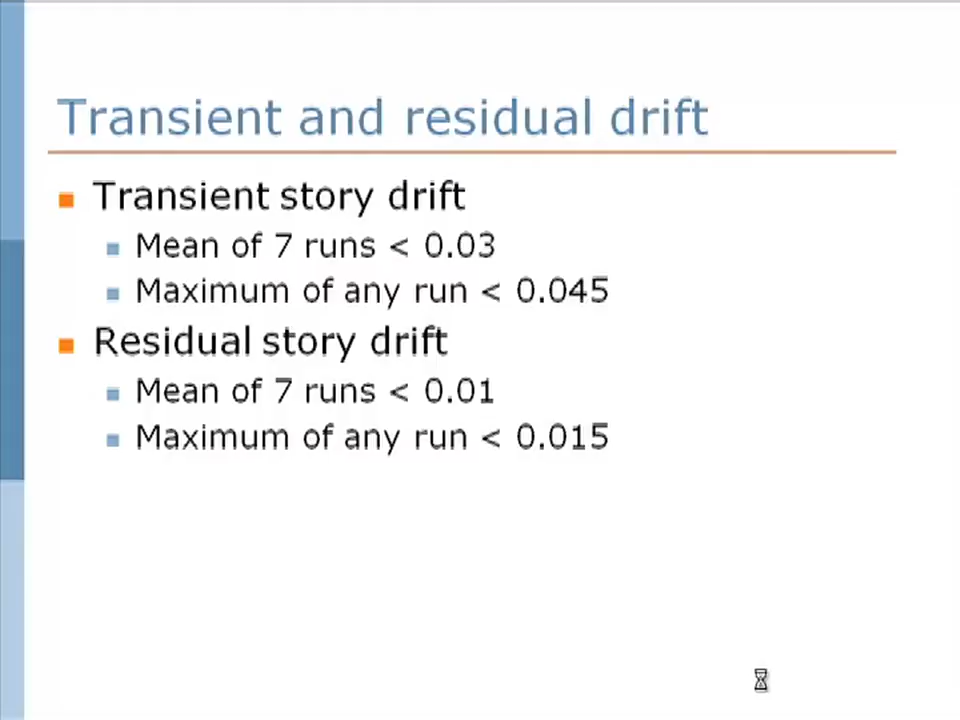 Transient and residual drift
Transient story drift
Mean of 7 runs < 0.03
Maximum of any run < 0.045
Residual story drift
Mean of 7 runs < 0.01
Maximum of any run < 0.015